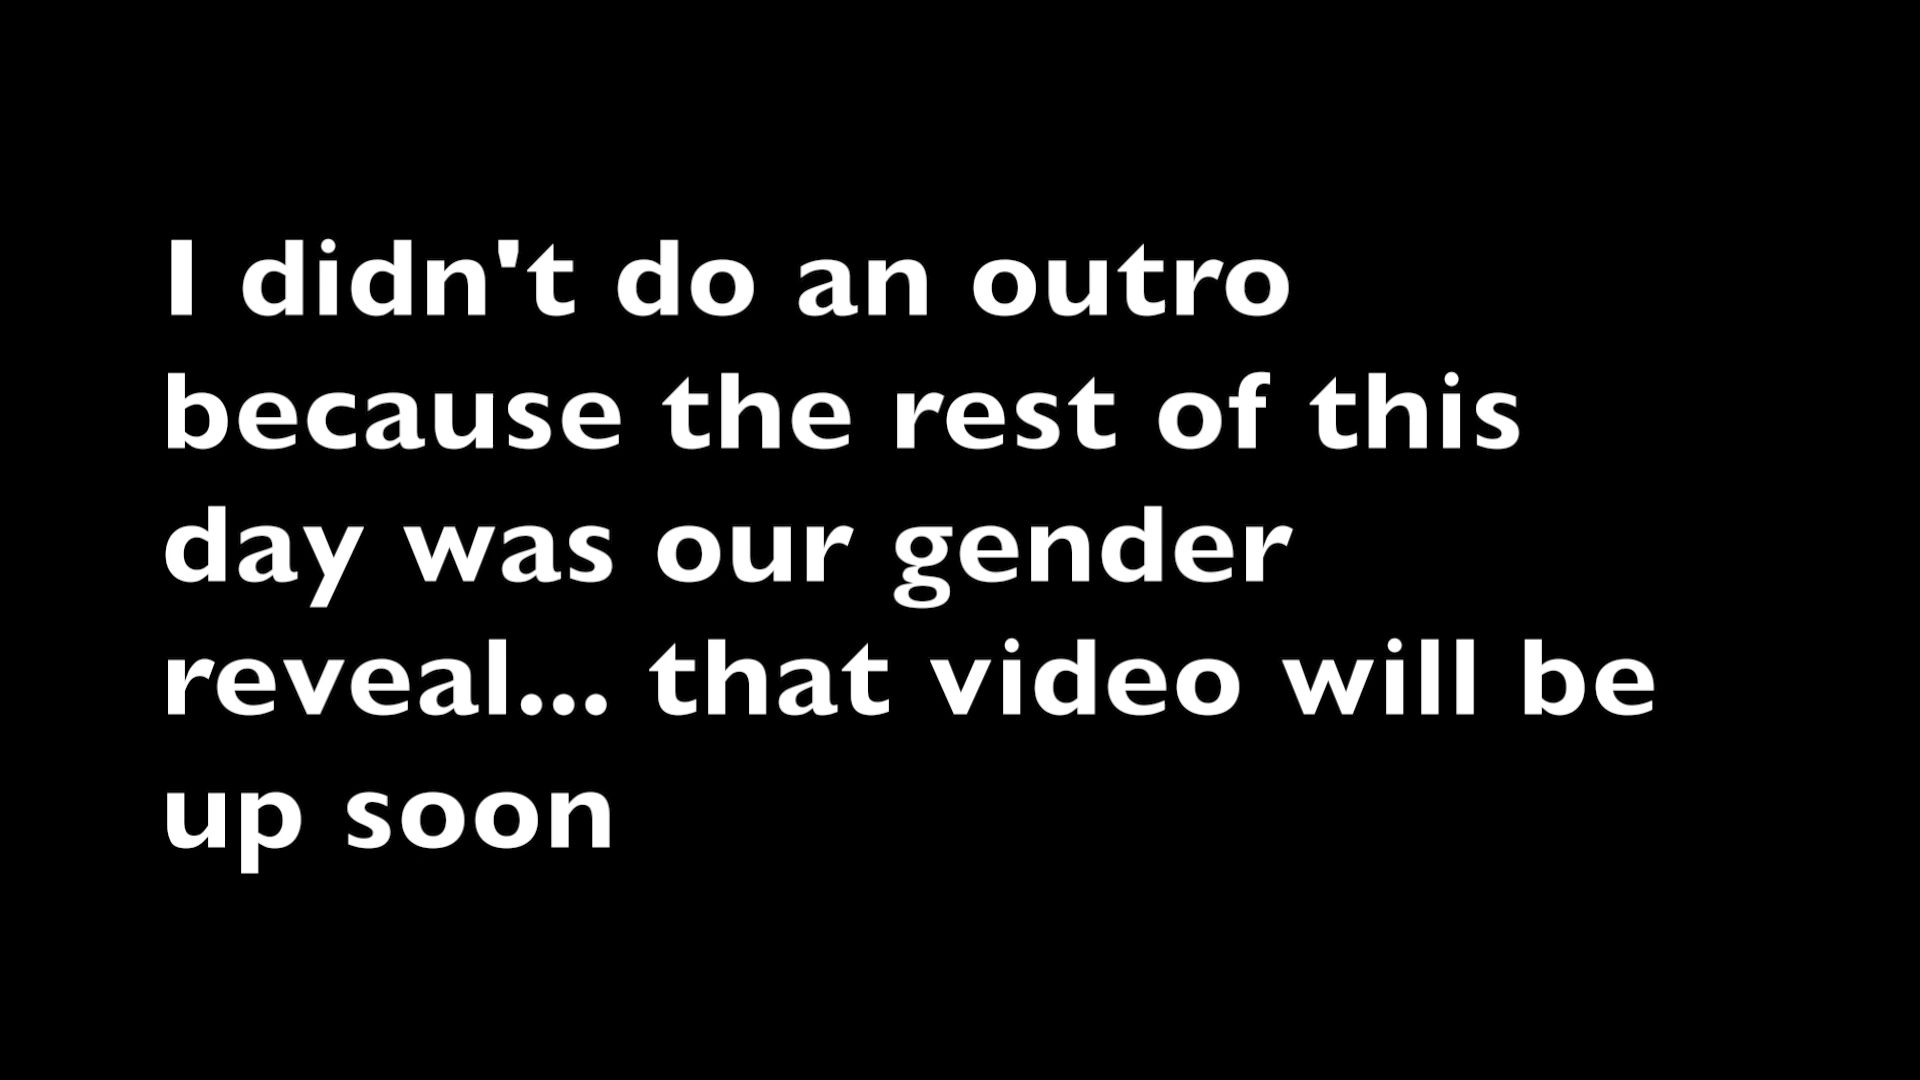 I didn't do an outro
because the rest of this
day was our gender
reveal... that video will be
up soon